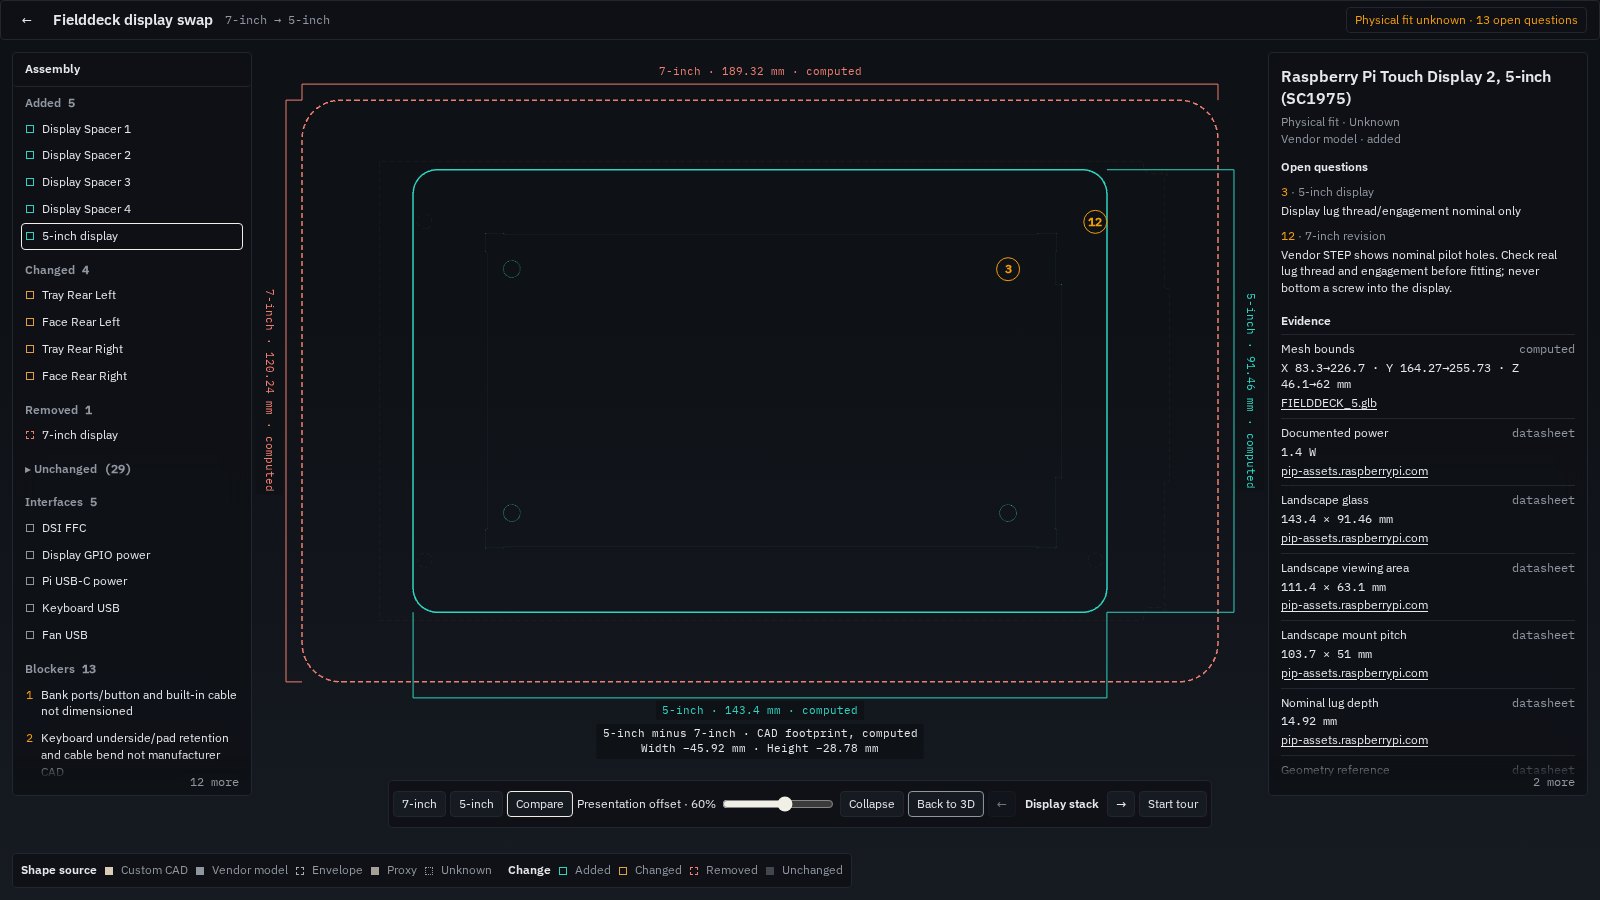 ← Fielddeck display swap 7-inch → 5-inch
Physical fit unknown · 13 open questions
Assembly
Added 5
Display Spacer 1
Display Spacer 2
Display Spacer 3
Display Spacer 4
5-inch display
Changed 4
Tray Rear Left
Face Rear Left
Tray Rear Right
Face Rear Right
Removed 1
7-inch display
▸ Unchanged (29)
Interfaces 5
DSI FFC
Display GPIO power
Pi USB-C power
Keyboard USB
Fan USB
Blockers 13
1 Bank ports/button and built-in cable
not dimensioned
2 Keyboard underside/pad retention
and cable bend not manufacturer
CAD
12 more
7-inch · 189.32 mm · computed
7-inch · 120.24 mm · computed
12
3
5-inch · 91.46 mm · computed
5-inch · 143.4 mm · computed
5-inch minus 7-inch · CAD footprint, computed
Width −45.92 mm · Height −28.78 mm
7-inch 5-inch Compare Presentation offset · 60% Collapse Back to 3D ← Display stack → Start tour
Raspberry Pi Touch Display 2, 5-inch
(SC1975)
Physical fit · Unknown
Vendor model · added
Open questions
3 · 5-inch display
Display lug thread/engagement nominal only
12 · 7-inch revision
Vendor STEP shows nominal pilot holes. Check real
lug thread and engagement before fitting; never
bottom a screw into the display.
Evidence
Mesh bounds computed
X 83.3→226.7 · Y 164.27→255.73 · Z
46.1→62 mm
FIELDDECK_5.glb
Documented power datasheet
1.4 W
pip-assets.raspberrypi.com
Landscape glass datasheet
143.4 × 91.46 mm
pip-assets.raspberrypi.com
Landscape viewing area datasheet
111.4 × 63.1 mm
pip-assets.raspberrypi.com
Landscape mount pitch datasheet
103.7 × 51 mm
pip-assets.raspberrypi.com
Nominal lug depth datasheet
14.92 mm
pip-assets.raspberrypi.com
Geometry reference datasheet
2 more
Shape source Custom CAD Vendor model Envelope Proxy Unknown Change Added Changed Removed Unchanged